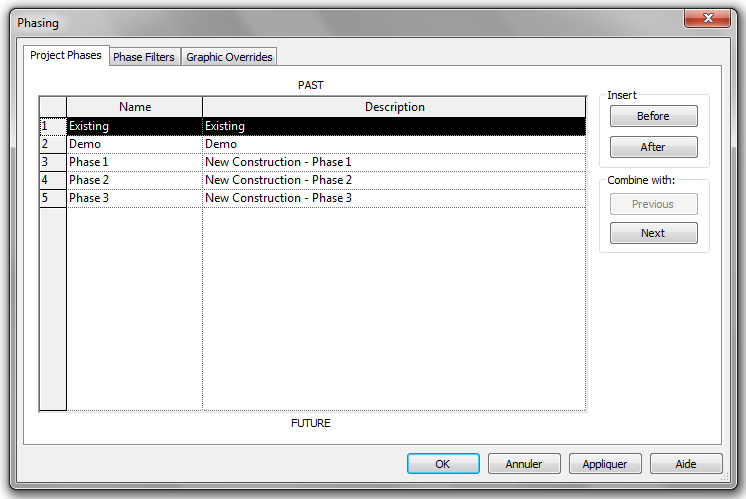 Phasing
Project Phases Phase Filters Graphic Overrides
PAST
Name Description
1 Existing Existing
2 Demo Demo
3 Phase 1 New Construction - Phase 1
4 Phase 2 New Construction - Phase 2
5 Phase 3 New Construction - Phase 3
FUTURE
Insert
Before
After
Combine with:
Previous
Next
OK Annuler Appliquer Aide